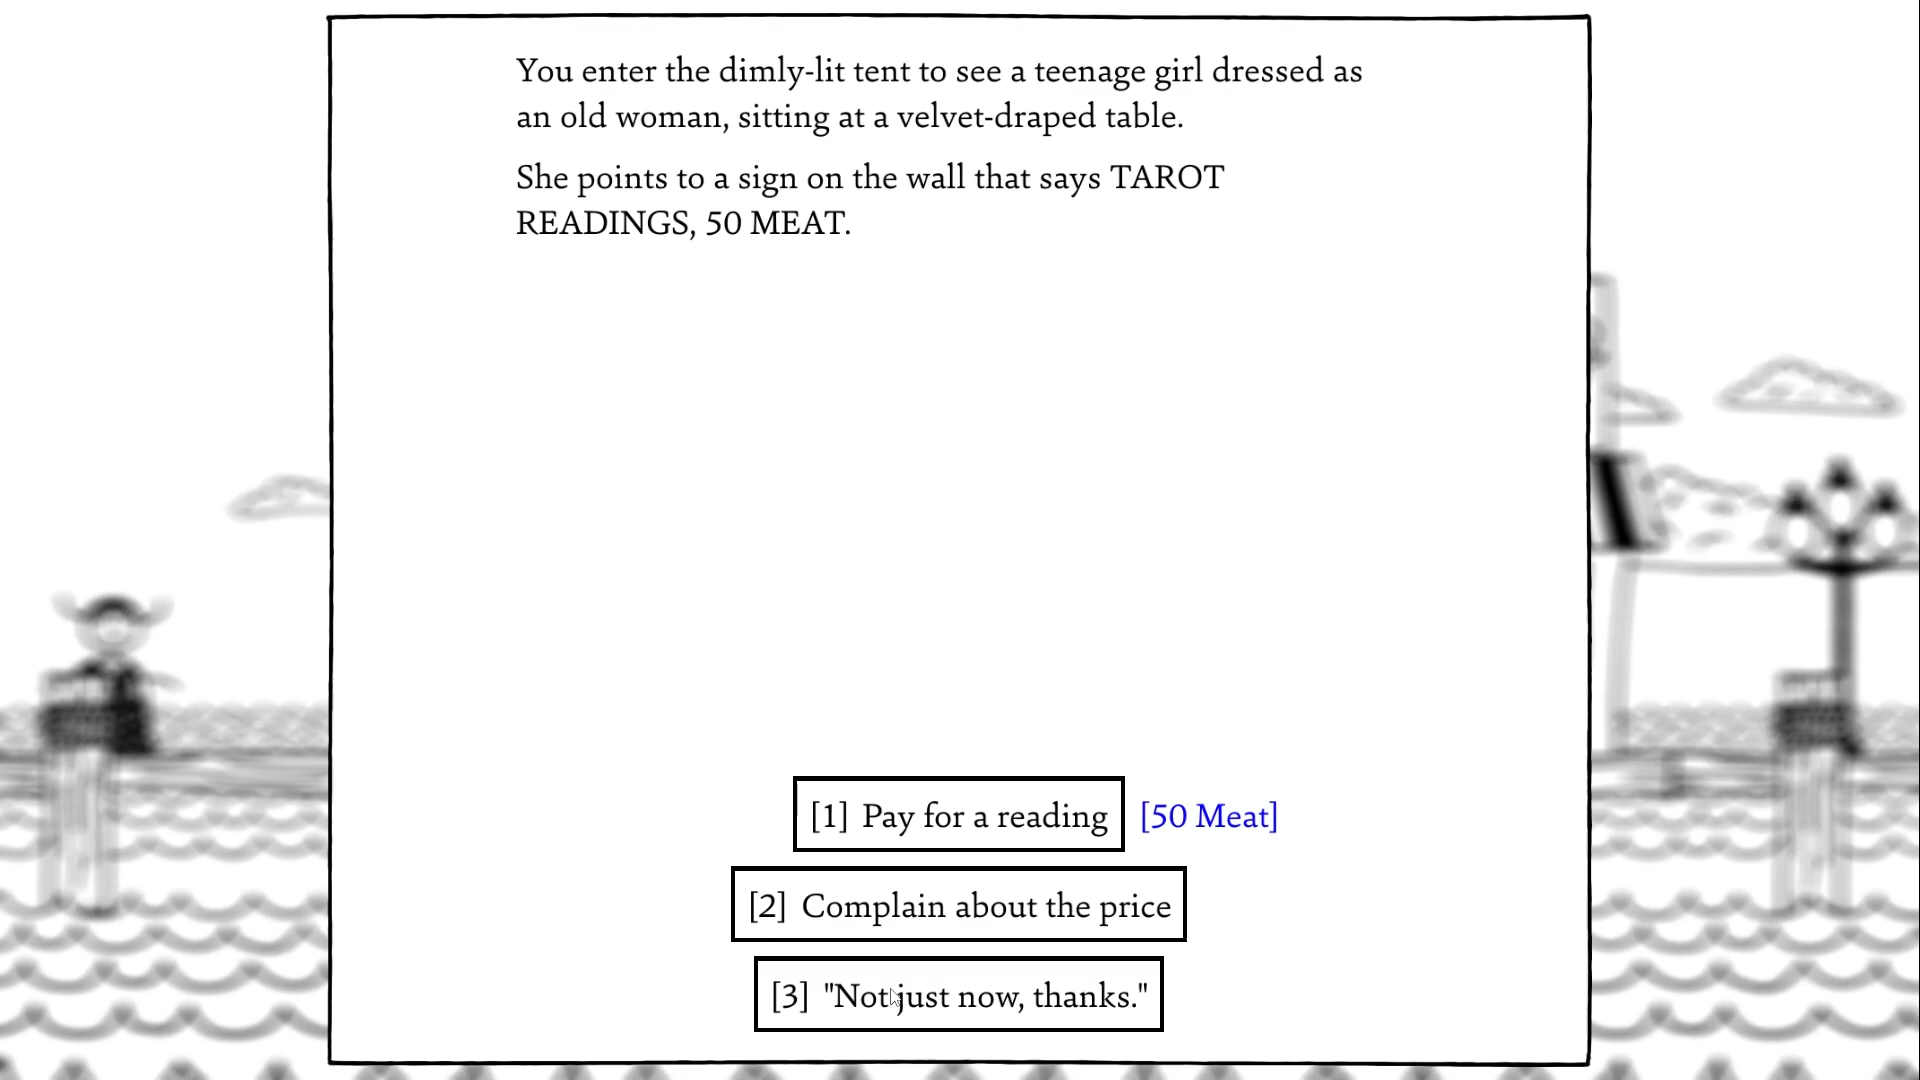 You enter the dimly-lit tent to see a teenage girl dressed as
an old woman, sitting at a velvet-draped table.
She points to a sign on the wall that says TAROT
READINGS, 50 MEAT.
[1] Pay for a reading [50 Meat]
[2] Complain about the price
[3] "Not just now, thanks."